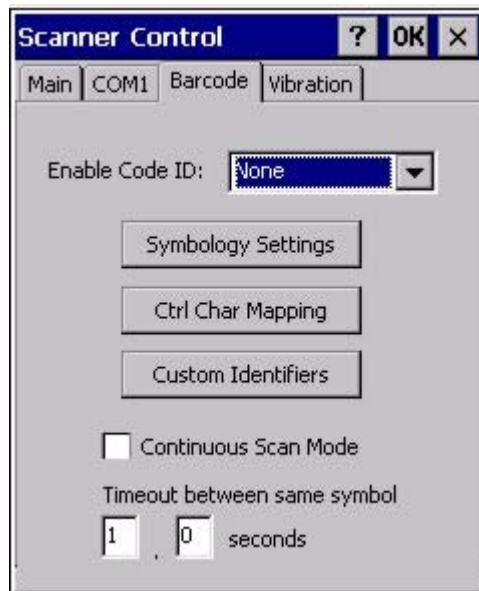 Scanner Control ? OK ×
Main COM1 Barcode Vibration
Enable Code ID: None
Symbology Settings
Ctrl Char Mapping
Custom Identifiers
Continuous Scan Mode
Timeout between same symbol
1 . 0 seconds